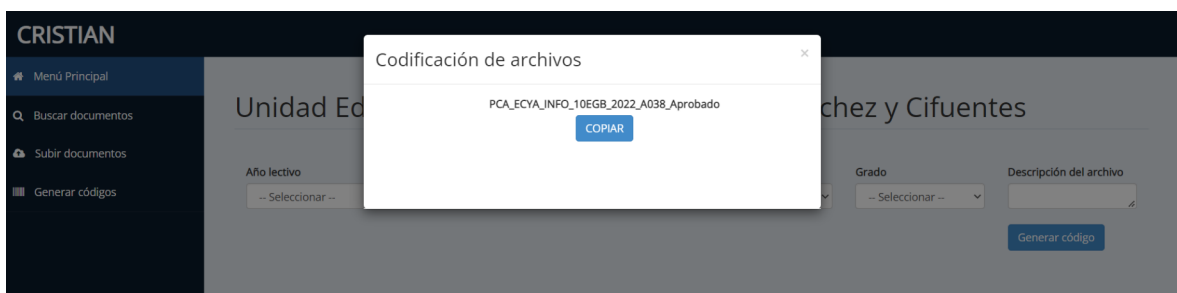 CRISTIAN
Menú Principal
Buscar documentos
Subir documentos
Generar códigos
Codificación de archivos
×
PCA_ECYA_INFO_10EGB_2022_A038_Aprobado
COPIAR
Unidad Ed chez y Cifuentes
Año lectivo Grado Descripción del archivo
-- Seleccionar -- -- Seleccionar --
Generar código